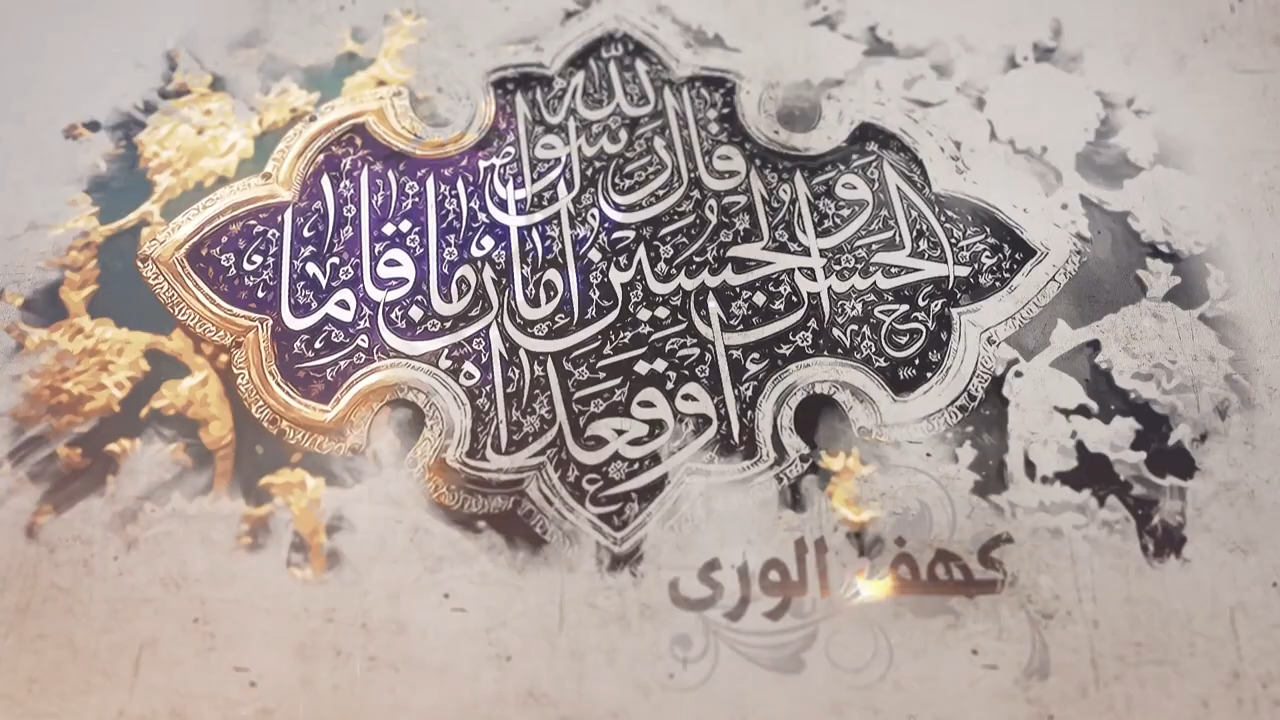 قال رسول الله ص
الحسن والحسين امامان قاما
او قعدا
كهف الورى